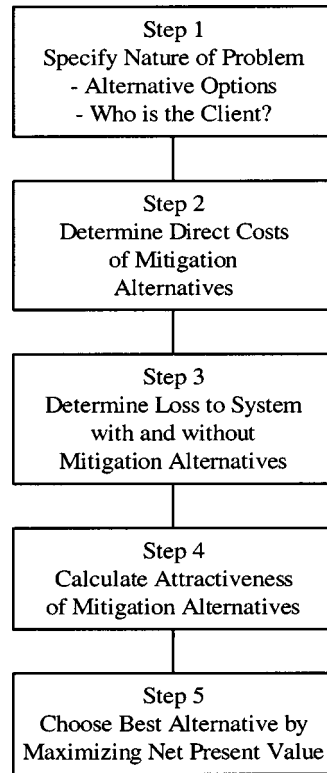 Step 1
Specify Nature of Problem
- Alternative Options
- Who is the Client?
Step 2
Determine Direct Costs
of Mitigation
Alternatives
Step 3
Determine Loss to System
with and without
Mitigation Alternatives
Step 4
Calculate Attractiveness
of Mitigation Alternatives
Step 5
Choose Best Alternative by
Maximizing Net Present Value